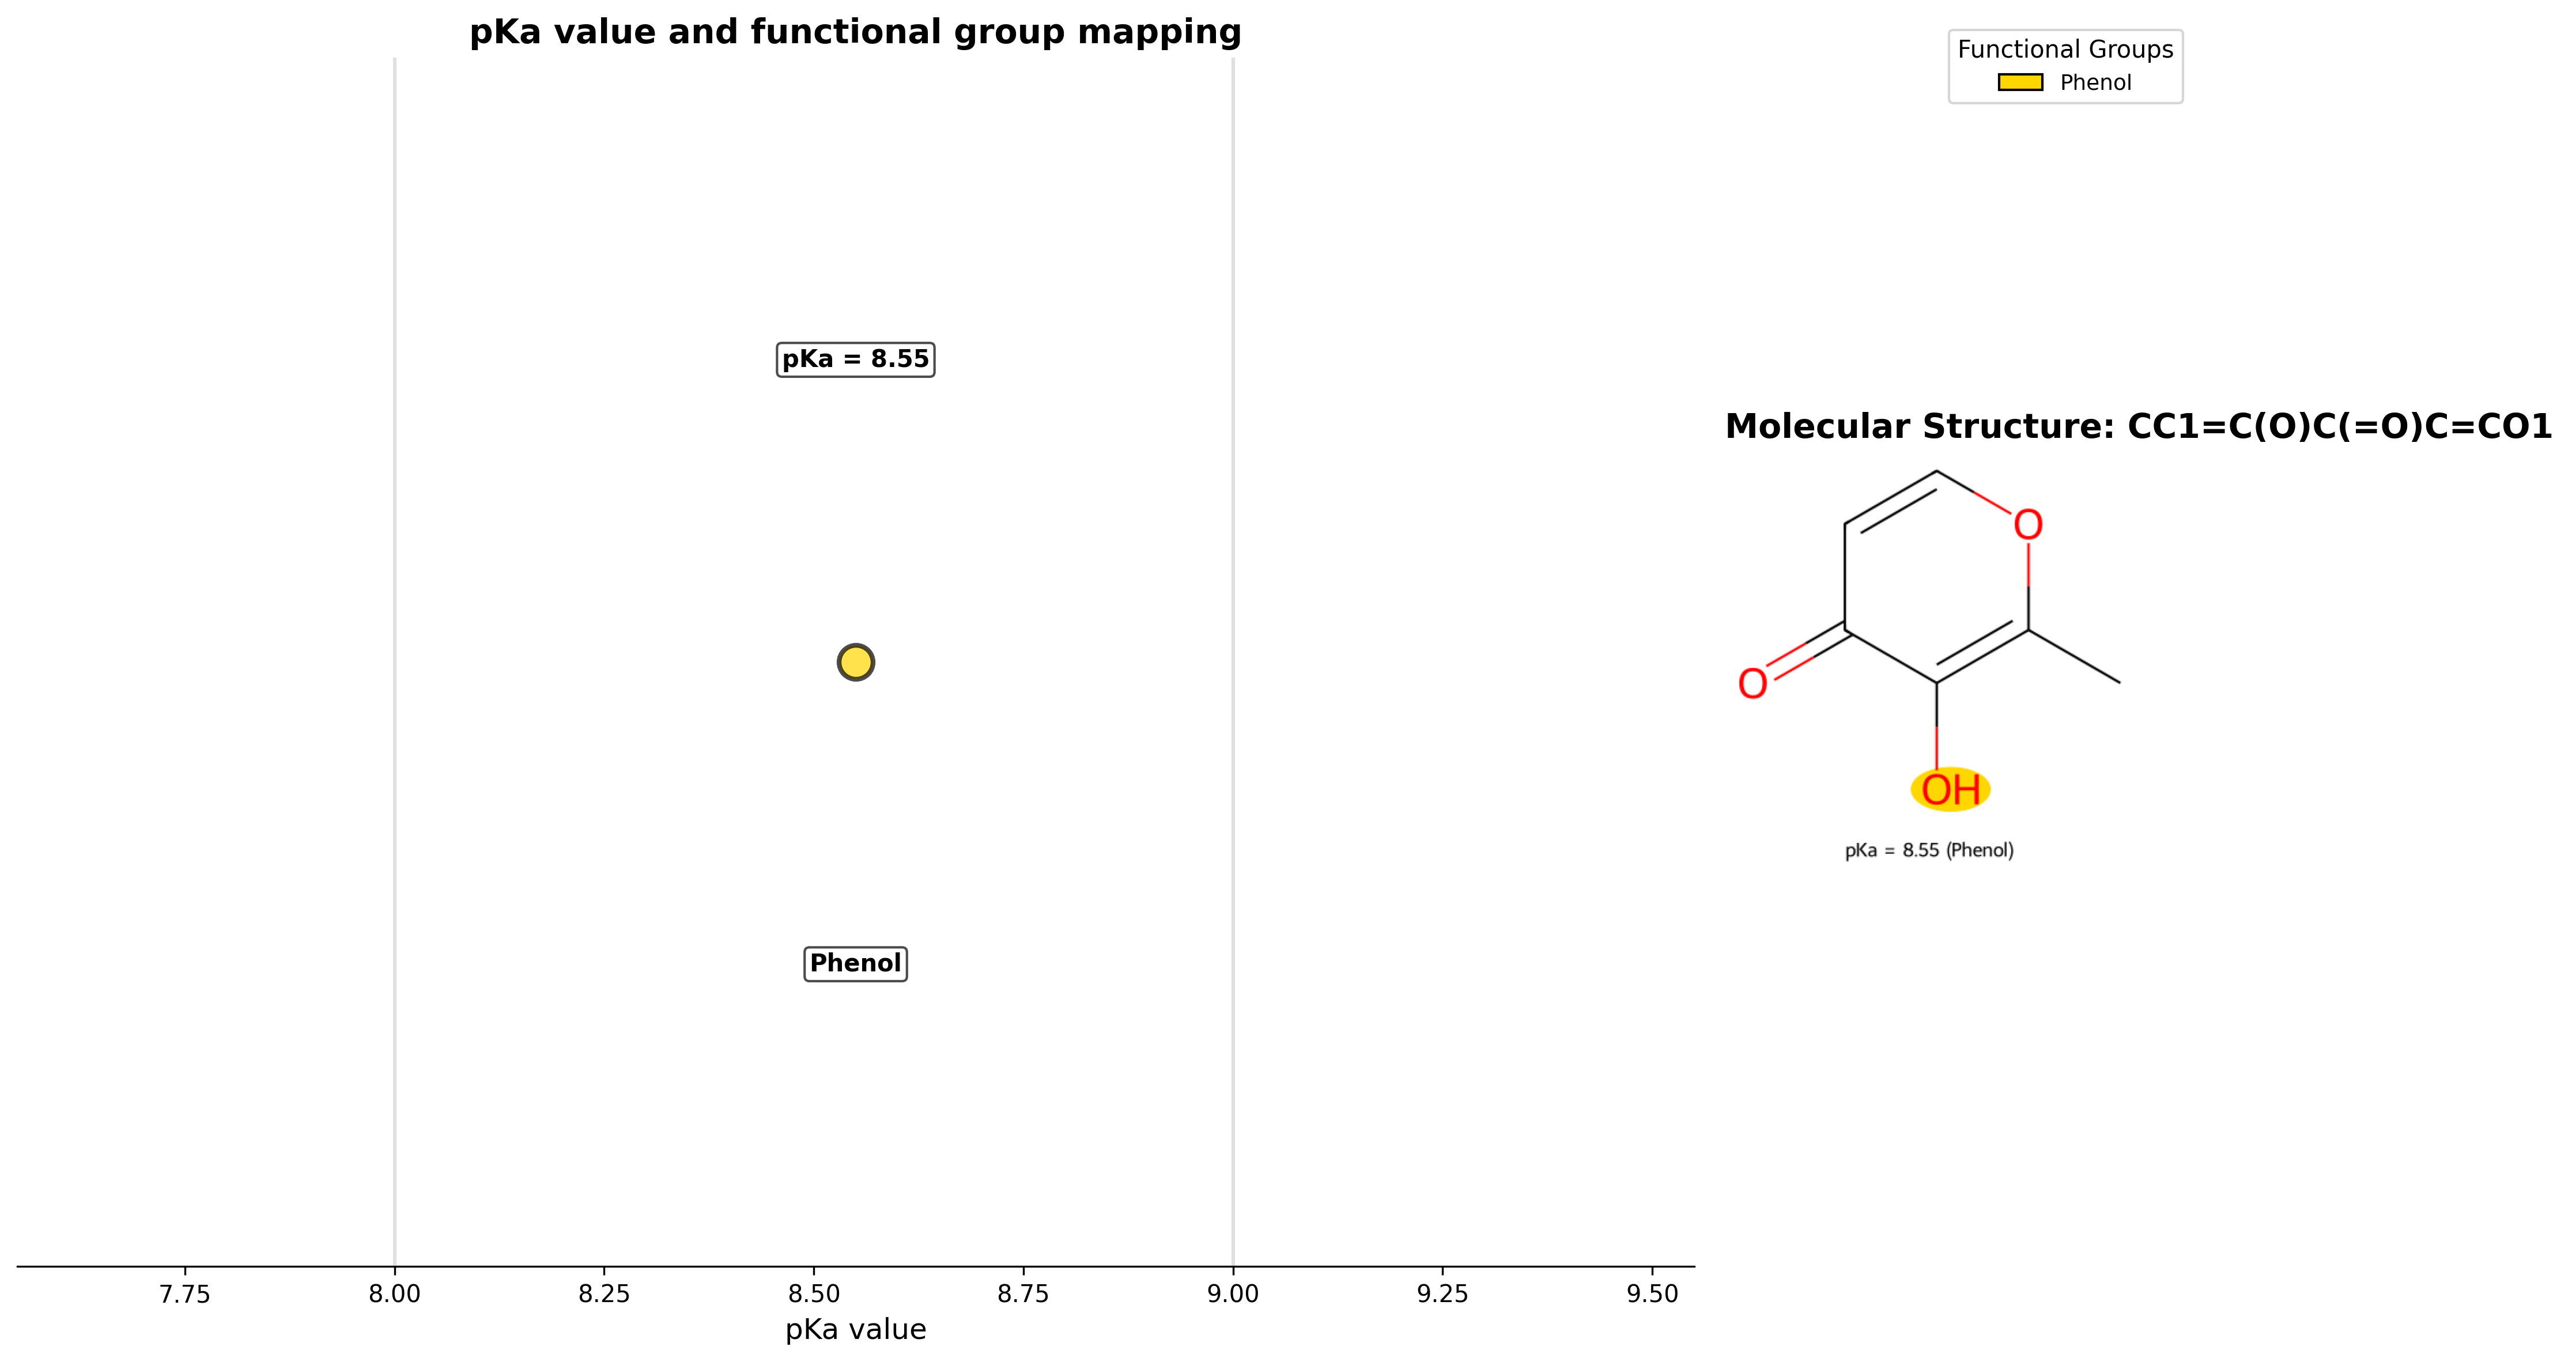 pKa value and functional group mapping
pKa = 8.55
Phenol
7.75 8.00 8.25 8.50 8.75 9.00 9.25 9.50
pKa value
Functional Groups
Phenol
Molecular Structure: CC1=C(O)C(=O)C=CO1
O
O
OH
pKa = 8.55 (Phenol)